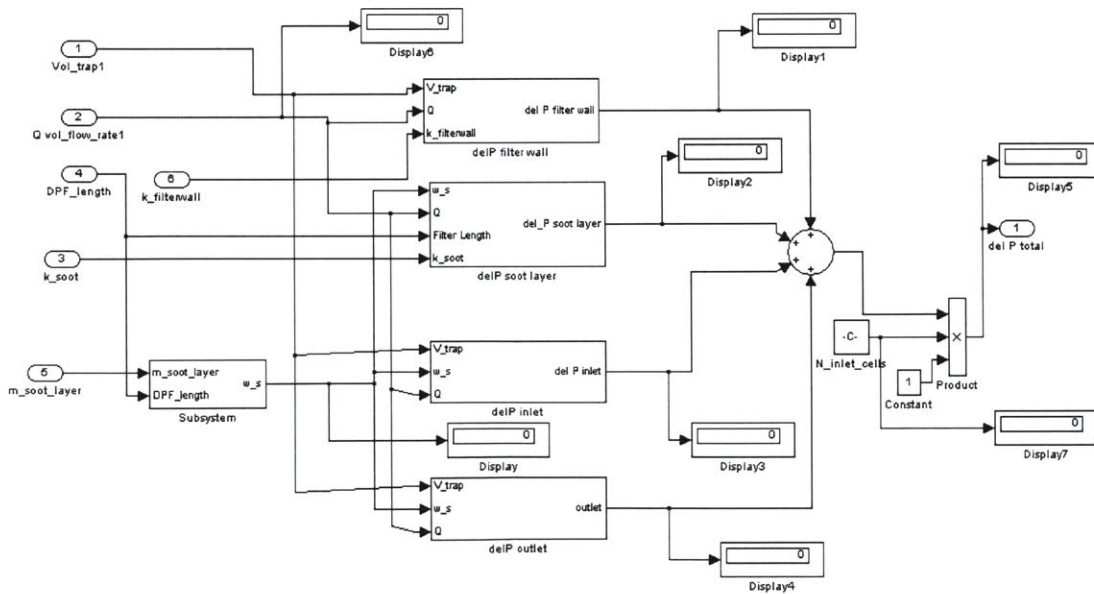 0
Display6
0
Display1
1
Vol_trap1
V_trap
Q
k_filterwall
del P filter wall
delP filter wall
2
Q vol_flow_rate1
4
DPF_length
6
k_filterwall
0
Display2
0
Display5
w_s
Q
Filter Length
k_soot
del_P soot layer
delP soot layer
3
k_soot
+
+
+
+
1
del P total
-C-
N_inlet_cells
×
Product
1
Constant
V_trap
w_s
Q
del P inlet
delP inlet
5
m_soot_layer
m_soot_layer
DPF_length
w_s
Subsystem
0
Display
0
Display3
0
Display7
V_trap
w_s
Q
outlet
delP outlet
0
Display4